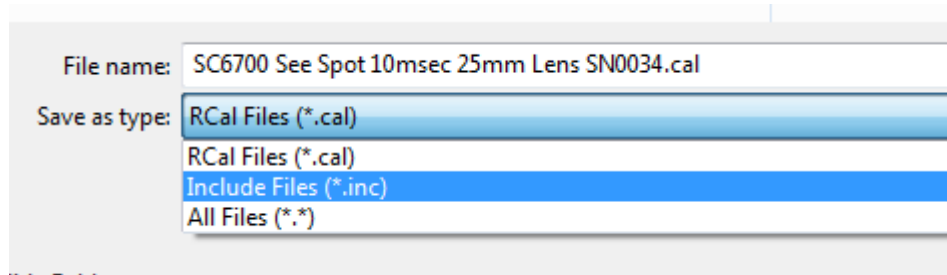 File name: SC6700 See Spot 10msec 25mm Lens SN0034.cal
Save as type: RCal Files (*.cal)
RCal Files (*.cal)
Include Files (*.inc)
All Files (*.*)